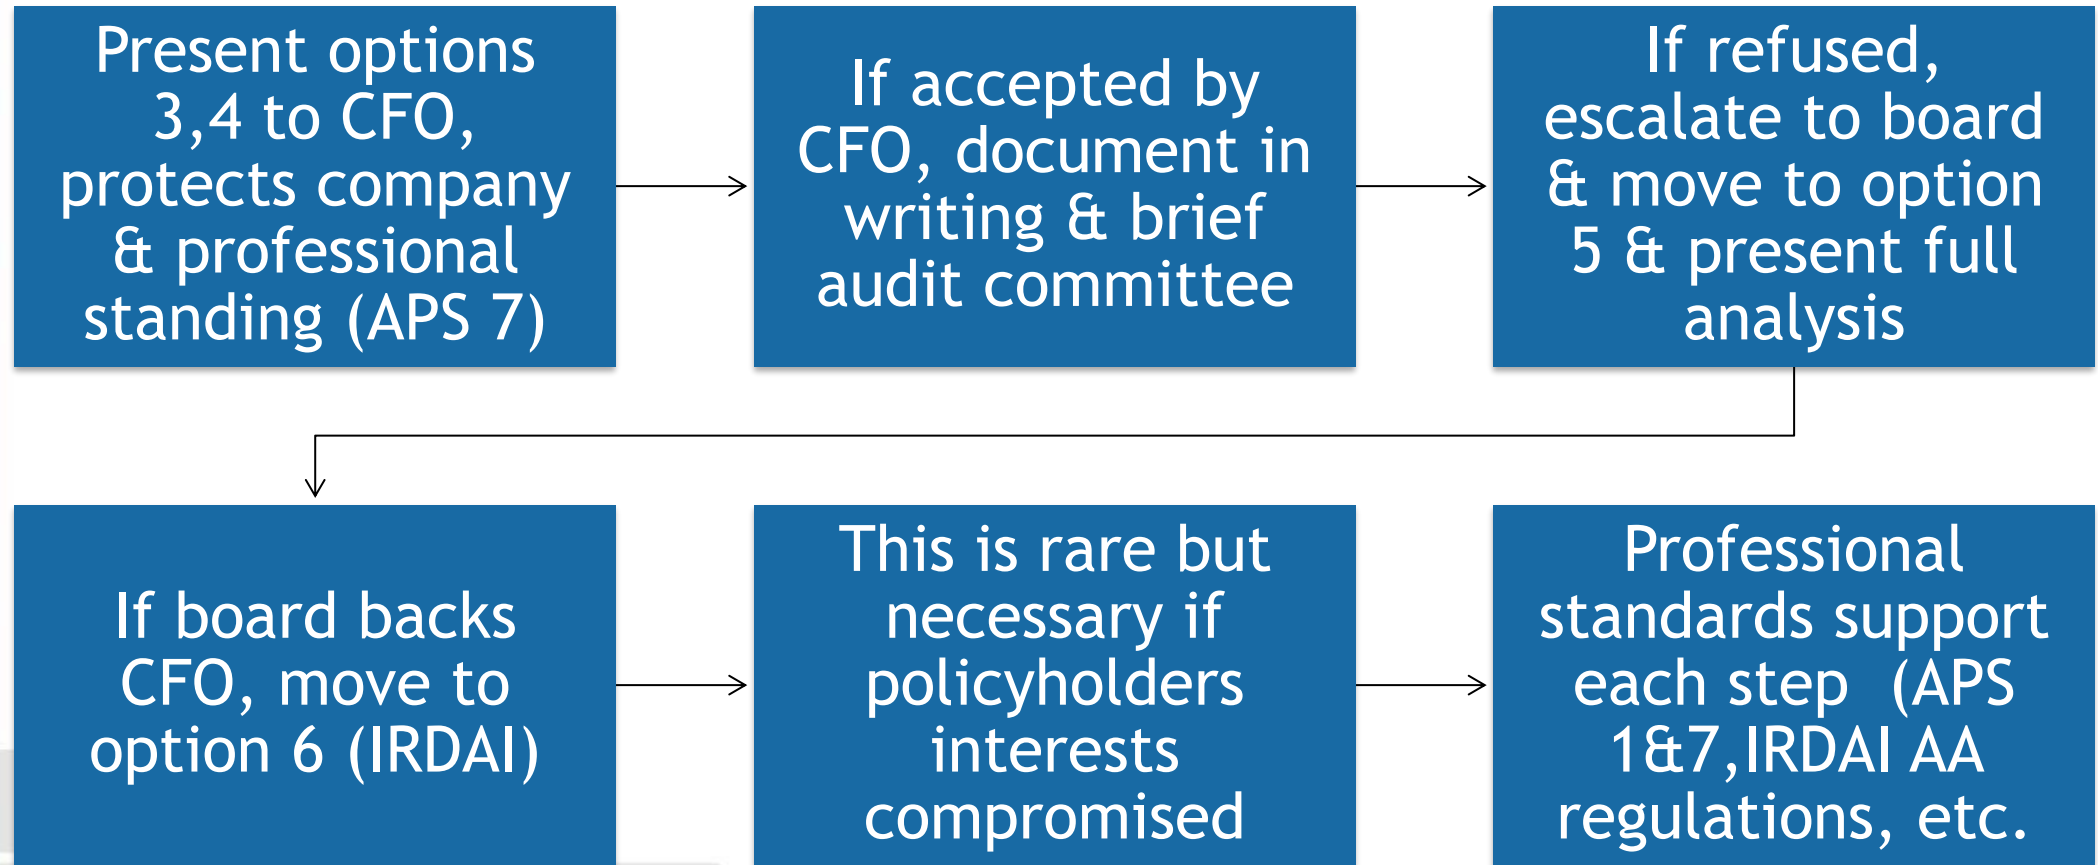 Present options
3,4 to CFO,
protects company
& professional
standing (APS 7)
If accepted by
CFO, document in
writing & brief
audit committee
If refused,
escalate to board
& move to option
5 & present full
analysis
If board backs
CFO, move to
option 6 (IRDAI)
This is rare but
necessary if
policyholders
interests
compromised
Professional
standards support
each step  (APS
1&7,IRDAI AA
regulations, etc.